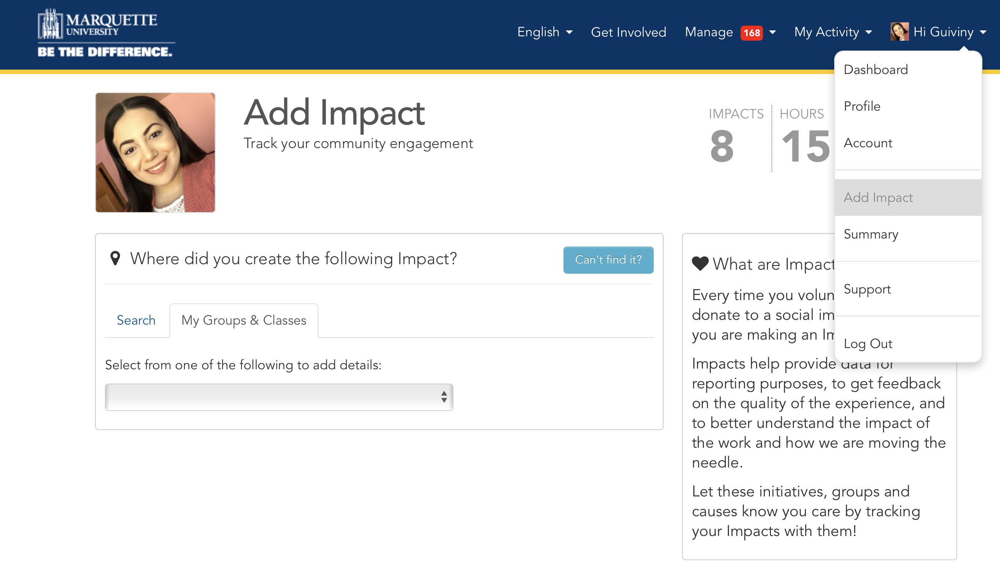 MARQUETTE
UNIVERSITY
BE THE DIFFERENCE.
English
Get Involved
Manage 168
My Activity
Hi Guiviny
Dashboard
Profile
Account
Add Impact
Summary
Support
Log Out
Add Impact
Track your community engagement
IMPACTS
8
HOURS
15
Where did you create the following Impact?
Can't find it?
Search
My Groups & Classes
Select from one of the following to add details:
What are Impact
Every time you volun
donate to a social im
you are making an Im
Impacts help provide data for
reporting purposes, to get feedback
on the quality of the experience, and
to better understand the impact of
the work and how we are moving the
needle.
Let these initiatives, groups and
causes know you care by tracking
your Impacts with them!